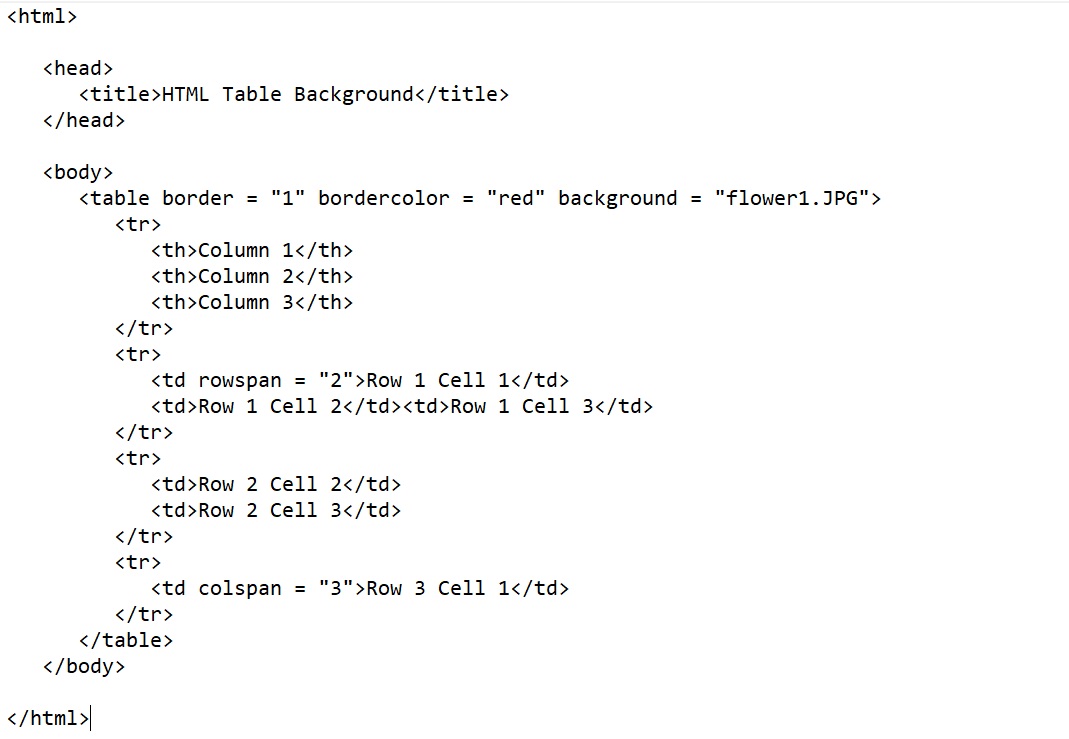 <html>
<head>
<title>HTML Table Background</title>
</head>
<body>
<table border = "1" bordercolor = "red" background = "flower1.JPG">
<tr>
<th>Column 1</th>
<th>Column 2</th>
<th>Column 3</th>
</tr>
<tr>
<td rowspan = "2">Row 1 Cell 1</td>
<td>Row 1 Cell 2</td><td>Row 1 Cell 3</td>
</tr>
<tr>
<td>Row 2 Cell 2</td>
<td>Row 2 Cell 3</td>
</tr>
<tr>
<td colspan = "3">Row 3 Cell 1</td>
</tr>
</table>
</body>
</html>